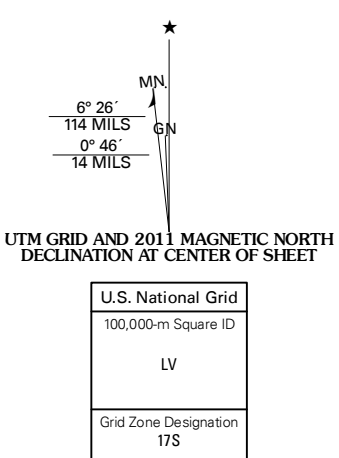 ★
MN
6° 26´
114 MILS
GN
0° 46´
14 MILS
UTM GRID AND 2011 MAGNETIC NORTH
DECLINATION AT CENTER OF SHEET
U.S. National Grid
100,000-m Square ID
LV
Grid Zone Designation
17S